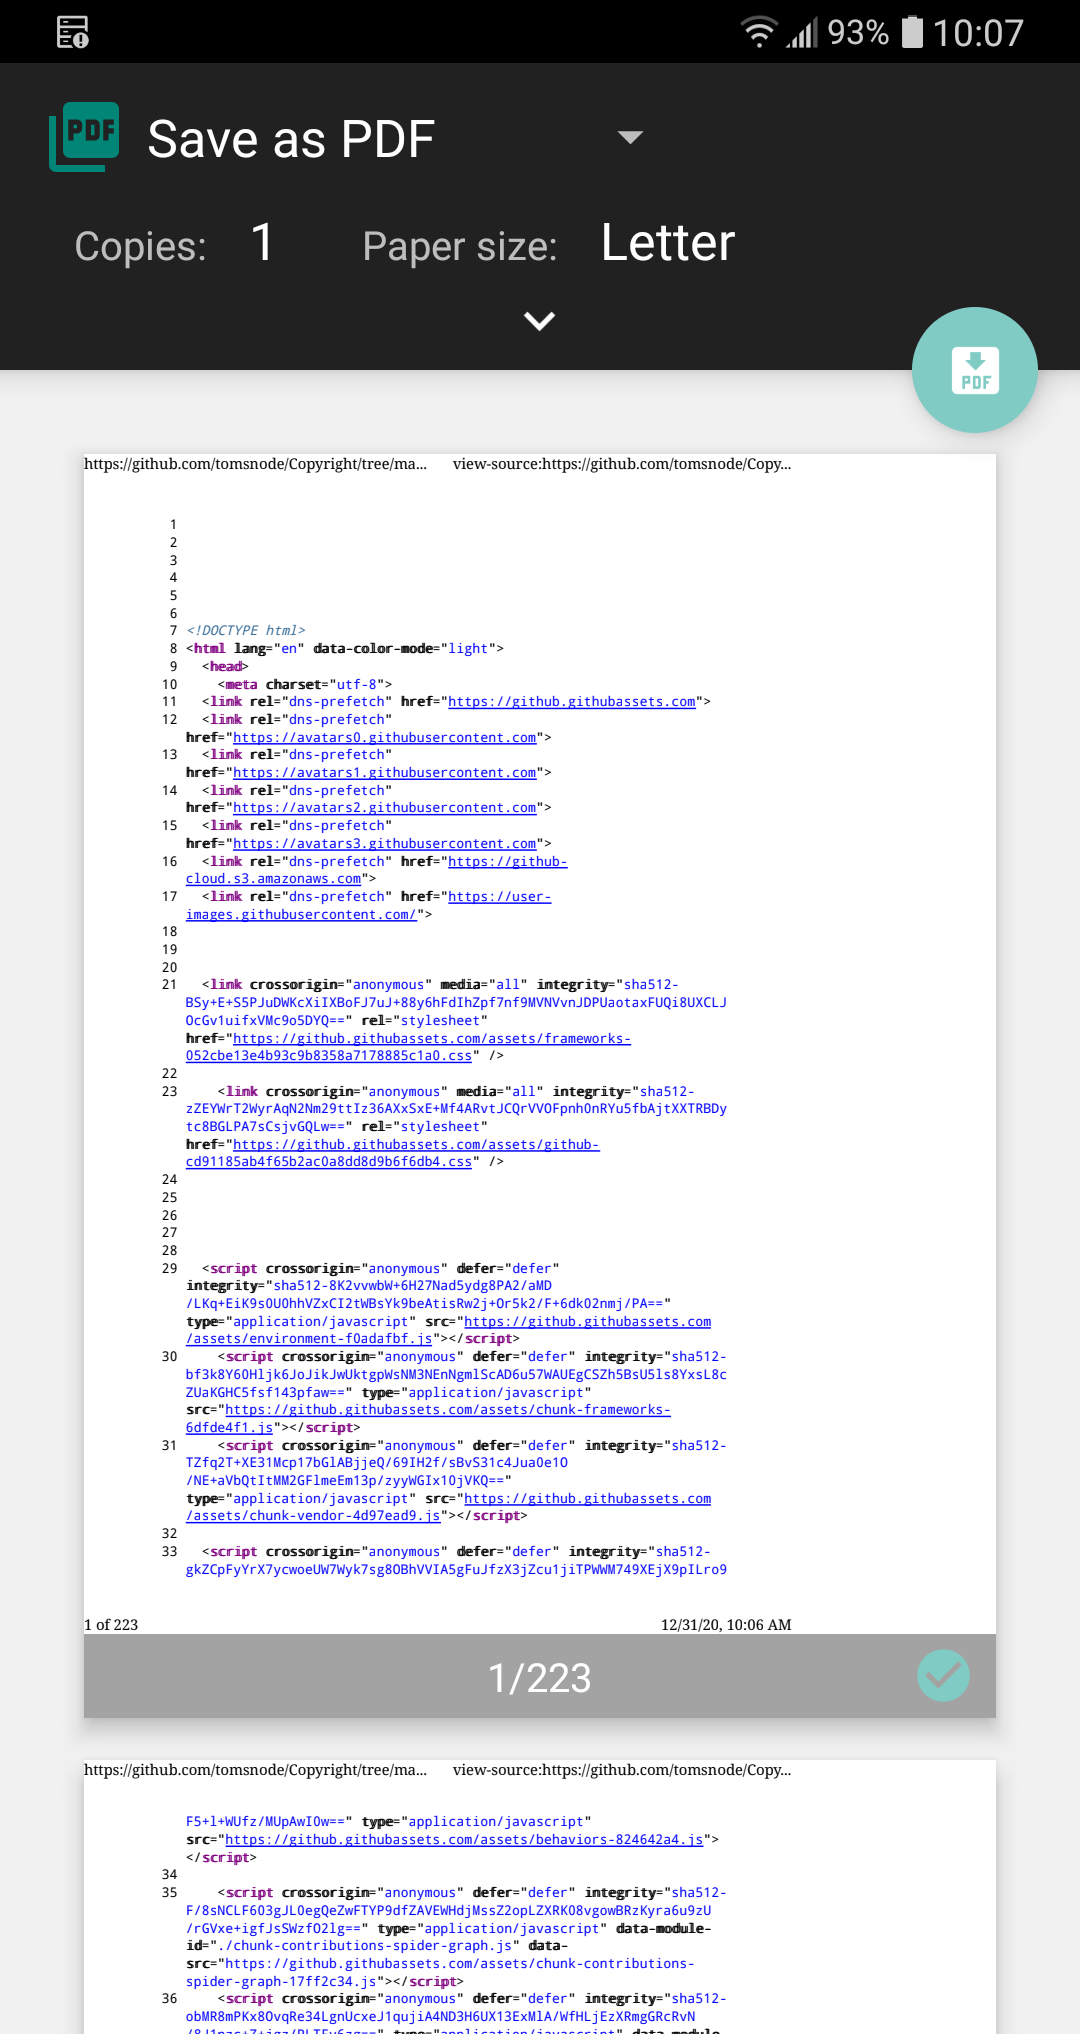 93% 10:07
PDF Save as PDF
Copies: 1 Paper size: Letter
PDF
https://github.com/tomsnode/Copyright/tree/ma... view-source:https://github.com/tomsnode/Copy...
1
2
3
4
5
6
7 <!DOCTYPE html>
8 <html lang="en" data-color-mode="light">
9 <head>
10 <meta charset="utf-8">
11 <link rel="dns-prefetch" href="https://github.githubassets.com">
12 <link rel="dns-prefetch"
href="https://avatars0.githubusercontent.com">
13 <link rel="dns-prefetch"
href="https://avatars1.githubusercontent.com">
14 <link rel="dns-prefetch"
href="https://avatars2.githubusercontent.com">
15 <link rel="dns-prefetch"
href="https://avatars3.githubusercontent.com">
16 <link rel="dns-prefetch" href="https://github-
cloud.s3.amazonaws.com">
17 <link rel="dns-prefetch" href="https://user-
images.githubusercontent.com/">
18
19
20
21 <link crossorigin="anonymous" media="all" integrity="sha512-
BSy+E+S5PJuDWKcXiIXBoFJ7uJ+88y6hFdIhZpf7nf9MVNVvnJDPUaotaxFUQi8UXCLJ
OcGv1uifxVMc9o5DYQ==" rel="stylesheet"
href="https://github.githubassets.com/assets/frameworks-
052cbe13e4b93c9b8358a7178885c1a0.css" />
22
23 <link crossorigin="anonymous" media="all" integrity="sha512-
zZEYWrT2WyrAqN2Nm29ttIz36AXxSxE+Mf4ARvtJCQrVVOFpnh0nRYu5fbAjtXXTRBDy
tc8BGLPA7sCsjvGQLw==" rel="stylesheet"
href="https://github.githubassets.com/assets/github-
cd91185ab4f65b2ac0a8dd8d9b6f6db4.css" />
24
25
26
27
28
29 <script crossorigin="anonymous" defer="defer"
integrity="sha512-8K2vvwbW+6H27Nad5ydg8PA2/aMD
/LKq+EiK9sOU0hhVZxCI2tWBsYk9beAtisRw2j+Or5k2/F+6dkO2nmj/PA=="
type="application/javascript" src="https://github.githubassets.com
/assets/environment-f0adafbf.js"></script>
30 <script crossorigin="anonymous" defer="defer" integrity="sha512-
bf3k8Y6OHljk6JoJikJwUktgpWsNM3NEnNgmlScAD6u57WAUEgCSZh5BsU5ls8YxsL8c
ZUaKGHC5fsf143pfaw==" type="application/javascript"
src="https://github.githubassets.com/assets/chunk-frameworks-
6dfde4f1.js"></script>
31 <script crossorigin="anonymous" defer="defer" integrity="sha512-
TZfq2T+XE31Mcp17bGlABjjeQ/69IH2f/sBvS31c4Jua0e1O
/NE+aVbQtItMM2GFlmeEm13p/zyyWGIx10jVKQ=="
type="application/javascript" src="https://github.githubassets.com
/assets/chunk-vendor-4d97ead9.js"></script>
32
33 <script crossorigin="anonymous" defer="defer" integrity="sha512-
gkZCpFyYrX7ycwoeUW7Wyk7sg8OBhVVIA5gFuJfzX3jZcu1jiTPWWM749XEjX9pILro9
1 of 223 12/31/20, 10:06 AM
1/223
https://github.com/tomsnode/Copyright/tree/ma... view-source:https://github.com/tomsnode/Copy...
F5+l+WUfz/MUpAwI0w==" type="application/javascript"
src="https://github.githubassets.com/assets/behaviors-824642a4.js">
</script>
34
35 <script crossorigin="anonymous" defer="defer" integrity="sha512-
F/8sNCLF6O3gJL0egQeZwFTYP9dfZAVEWHdjMssZ2opLZXRKO8vgowBRzKyra6u9zU
/rGVxe+igfJsSWzfO2lg==" type="application/javascript" data-module-
id="./chunk-contributions-spider-graph.js" data-
src="https://github.githubassets.com/assets/chunk-contributions-
spider-graph-17ff2c34.js"></script>
36 <script crossorigin="anonymous" defer="defer" integrity="sha512-
obMR8mPKx8OvqRe34LgnUcxeJ1qujiA4ND3H6UX13ExMlA/WfHLjEzXRmgGRcRvN